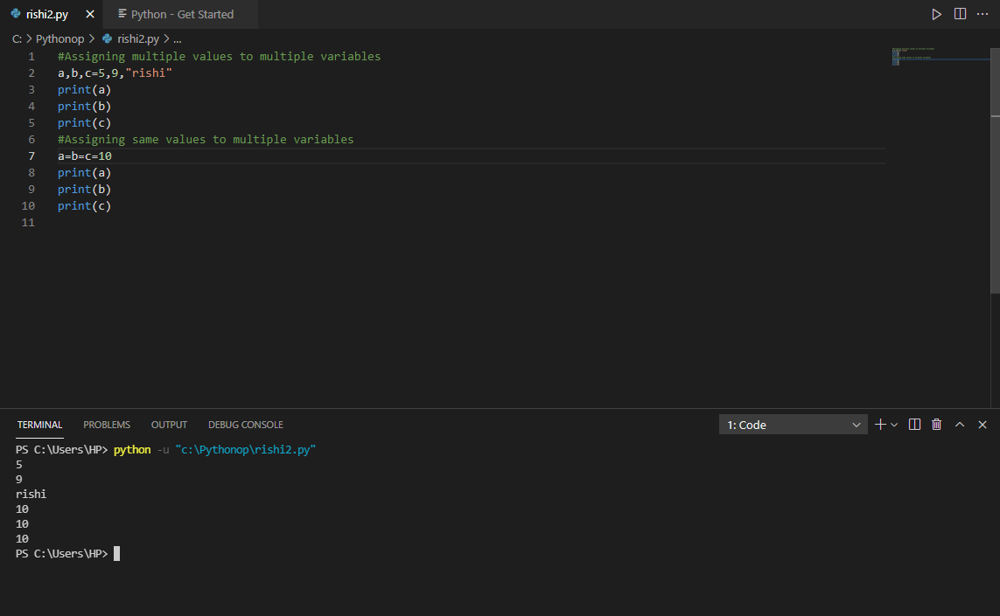 rishi2.py Python - Get Started
C: Pythonop rishi2.py ...
1 #Assigning multiple values to multiple variables
2 a,b,c=5,9,"rishi"
3 print(a)
4 print(b)
5 print(c)
6 #Assigning same values to multiple variables
7 a=b=c=10
8 print(a)
9 print(b)
10 print(c)
11
TERMINAL PROBLEMS OUTPUT DEBUG CONSOLE 1: Code
PS C:\Users\HP> python -u "c:\Pythonop\rishi2.py"
5
9
rishi
10
10
10
PS C:\Users\HP>